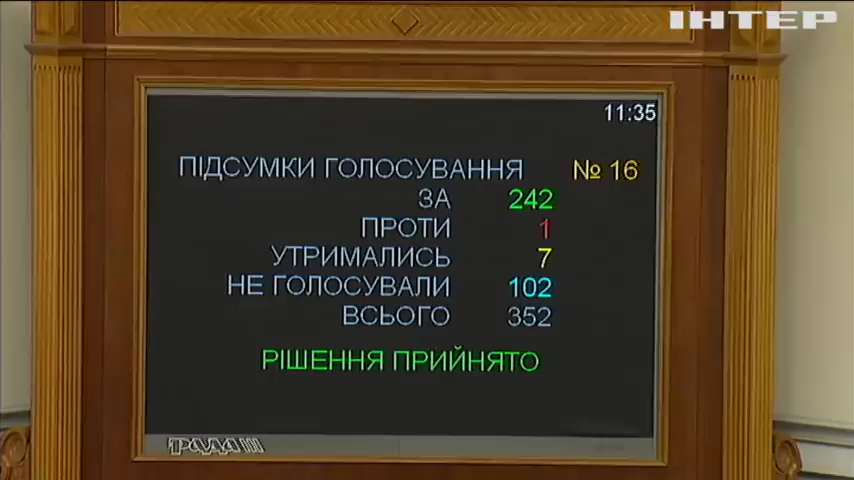 ІНТЕР
11:35
ПІДСУМКИ ГОЛОСУВАННЯ № 16
ЗА 242
ПРОТИ 1
УТРИМАЛИСЬ 7
НЕ ГОЛОСУВАЛИ 102
ВСЬОГО 352
РІШЕННЯ ПРИЙНЯТО
РАДА III